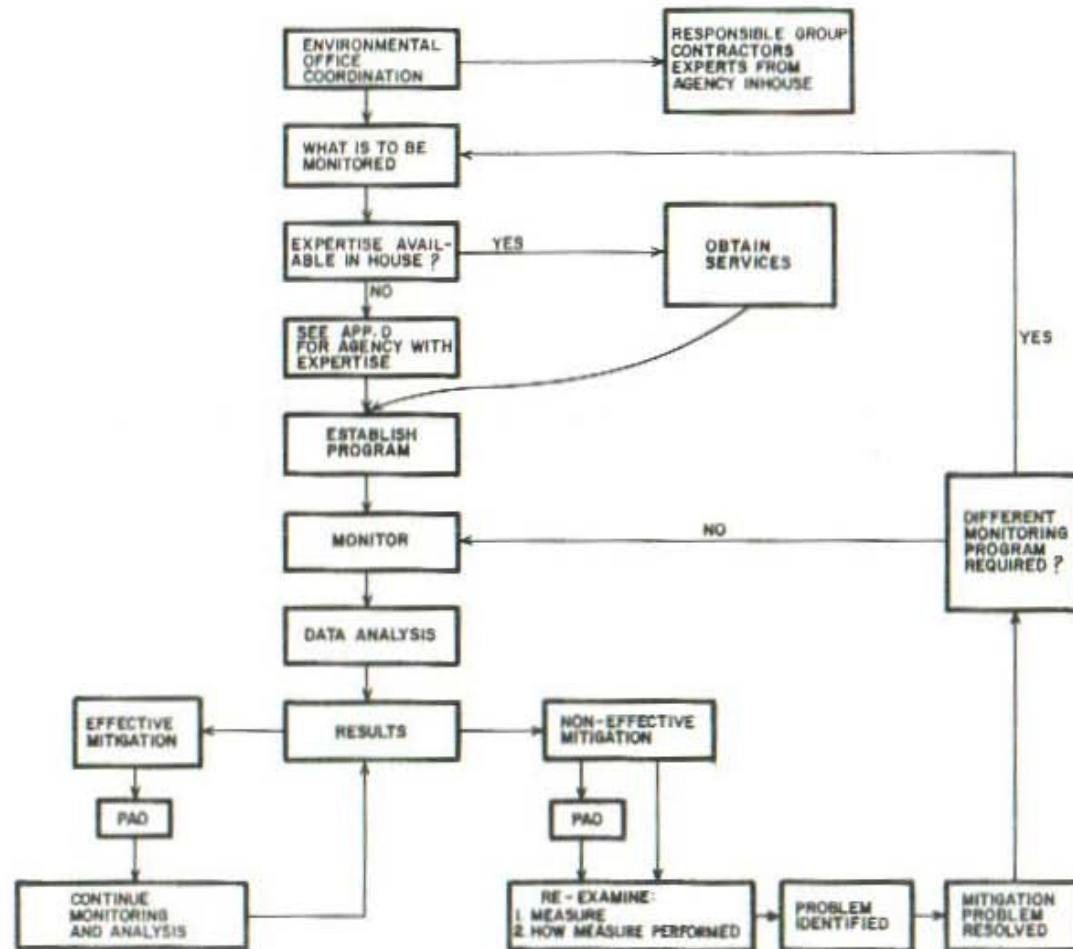 ENVIRONMENTAL
OFFICE
COORDINATION
RESPONSIBLE GROUP
CONTRACTORS
EXPERTS FROM
AGENCY INHOUSE
WHAT IS TO BE
MONITORED
EXPERTISE AVAIL-
ABLE IN HOUSE ?
YES
OBTAIN
SERVICES
NO
SEE APP. D
FOR AGENCY WITH
EXPERTISE
YES
ESTABLISH
PROGRAM
MONITOR
NO
DIFFERENT
MONITORING
PROGRAM
REQUIRED ?
DATA ANALYSIS
EFFECTIVE
MITIGATION
RESULTS
NON-EFFECTIVE
MITIGATION
PAO
PAO
CONTINUE
MONITORING
AND ANALYSIS
RE-EXAMINE:
1. MEASURE
2. HOW MEASURE PERFORMED
PROBLEM
IDENTIFIED
MITIGATION
PROBLEM
RESOLVED